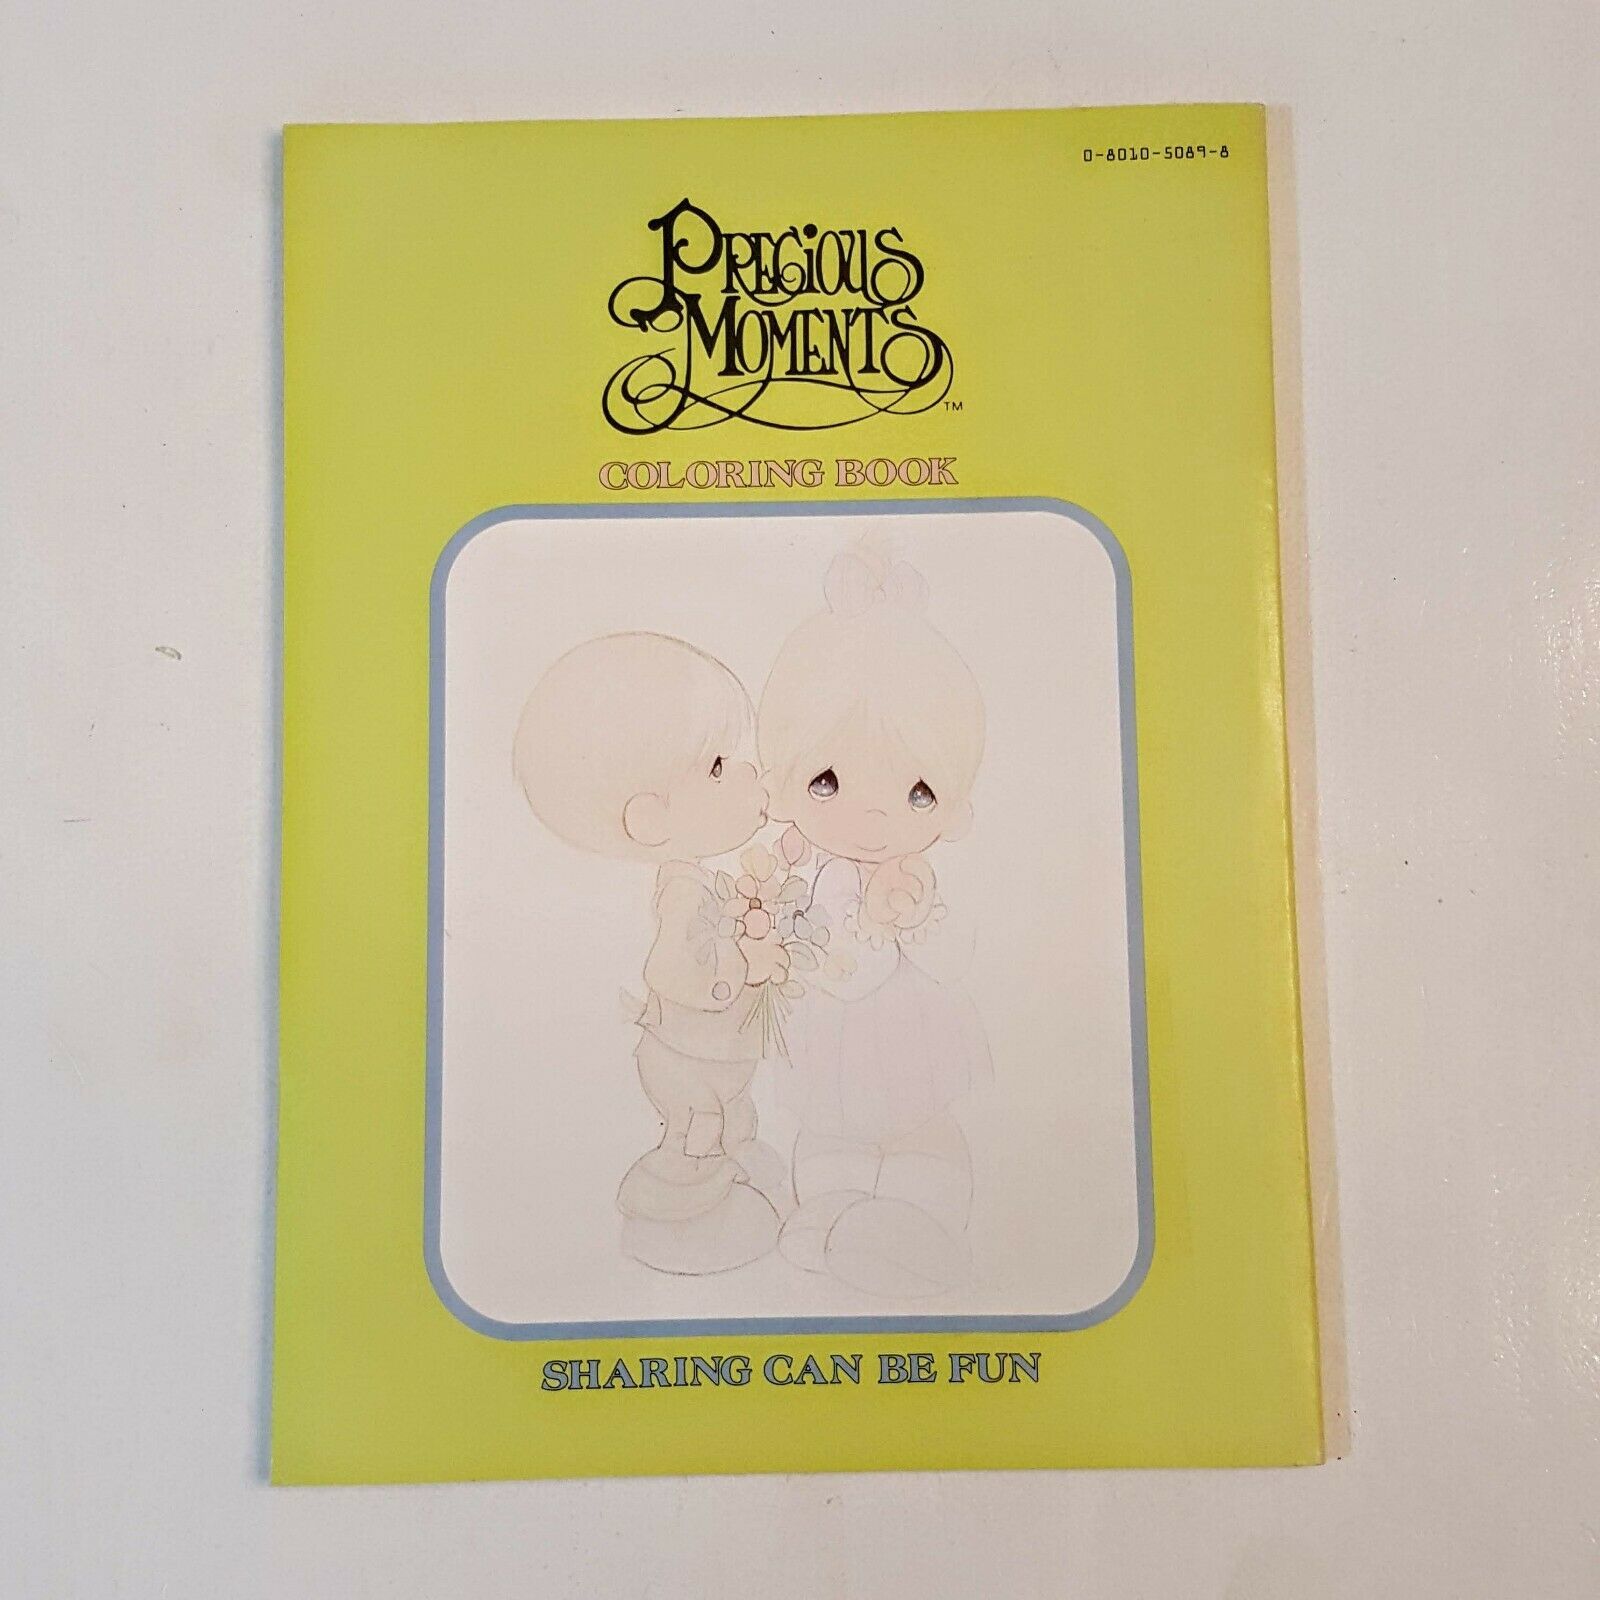 0-8010-5089-8
PRECIOUS
MOMENTS
TM
COLORING BOOK
SHARING CAN BE FUN